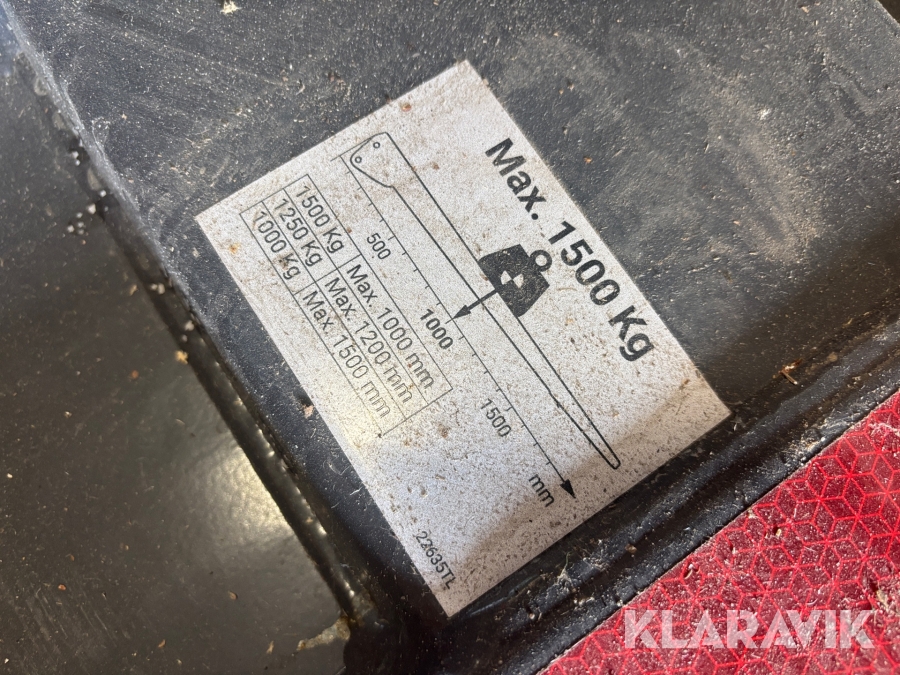 Max. 1500 Kg
500
1000
1500
mm
1500 Kg Max. 1000 mm
1250 Kg Max. 1200 mm
1000 Kg Max. 1500 mm
22635TL
KLARAVIK